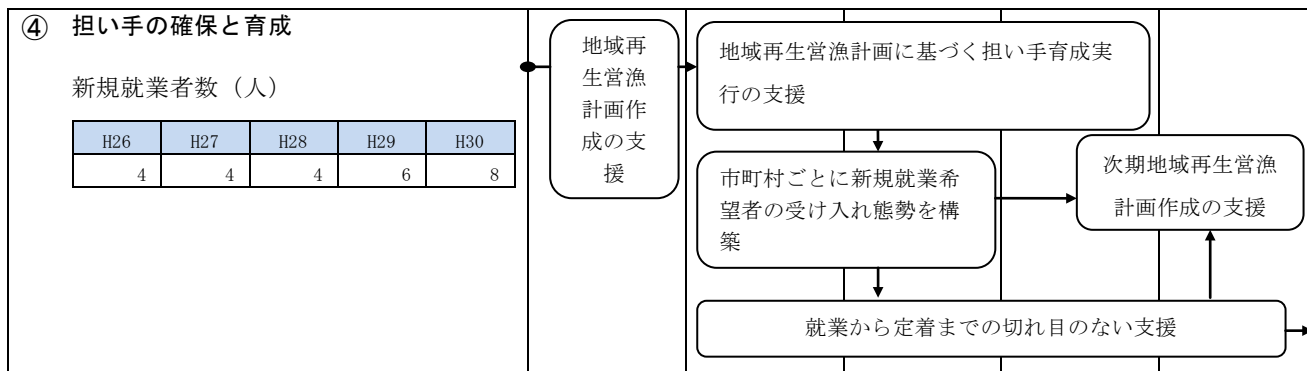 ④ 担い手の確保と育成
新規就業者数（人）
H26 H27 H28 H29 H30
4 4 4 6 8
地域再
生営漁
計画作
成の支
援
地域再生営漁計画に基づく担い手育成実
行の支援
市町村ごとに新規就業希
望者の受け入れ態勢を構
築
次期地域再生営漁
計画作成の支援
就業から定着までの切れ目のない支援